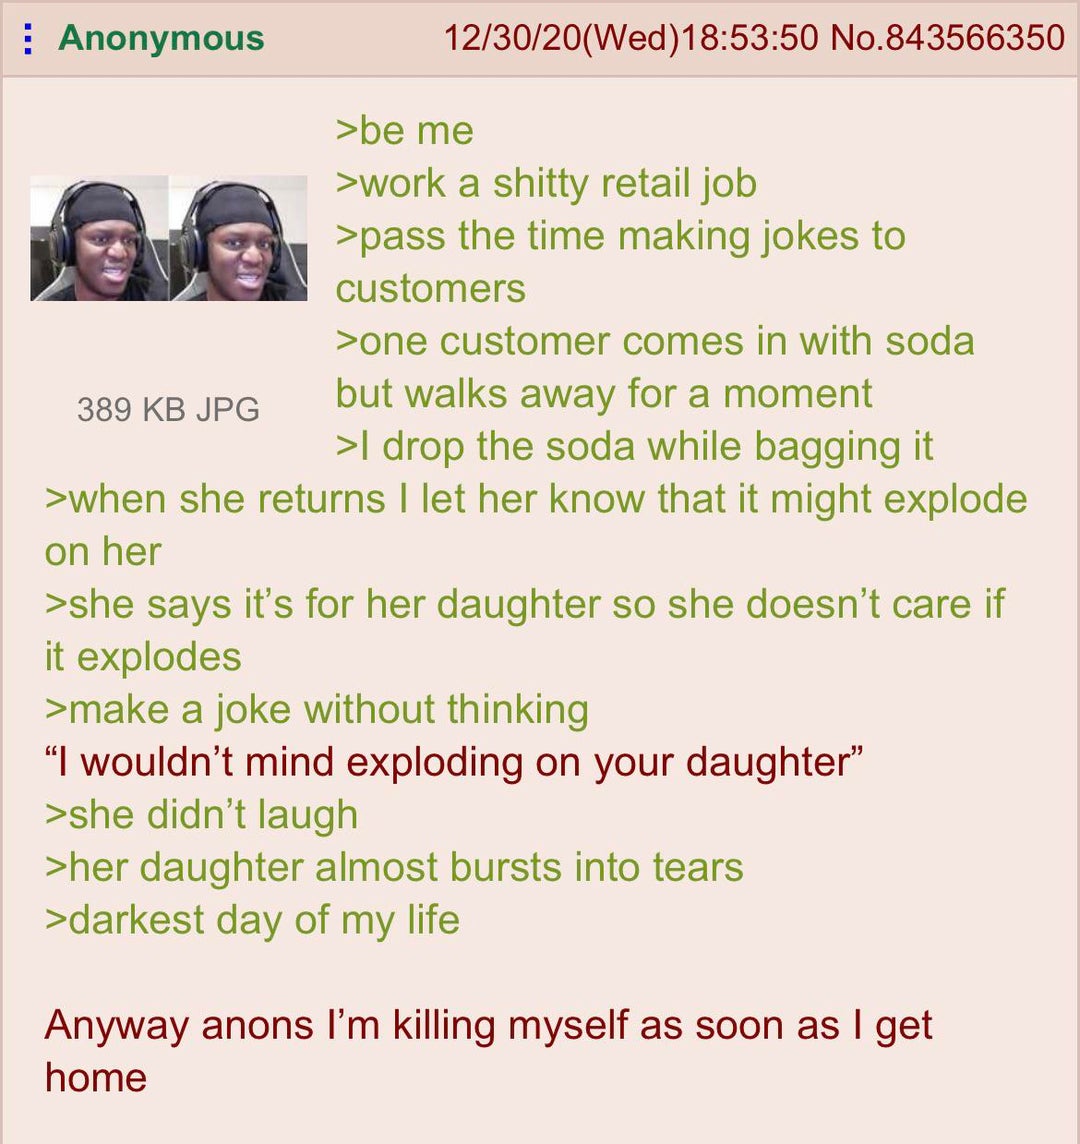 Anonymous 12/30/20(Wed)18:53:50 No.843566350
>be me
>work a shitty retail job
>pass the time making jokes to
customers
>one customer comes in with soda
but walks away for a moment
389 KB JPG
>I drop the soda while bagging it
>when she returns I let her know that it might explode
on her
>she says it’s for her daughter so she doesn’t care if
it explodes
>make a joke without thinking
“I wouldn’t mind exploding on your daughter”
>she didn’t laugh
>her daughter almost bursts into tears
>darkest day of my life
Anyway anons I’m killing myself as soon as I get
home